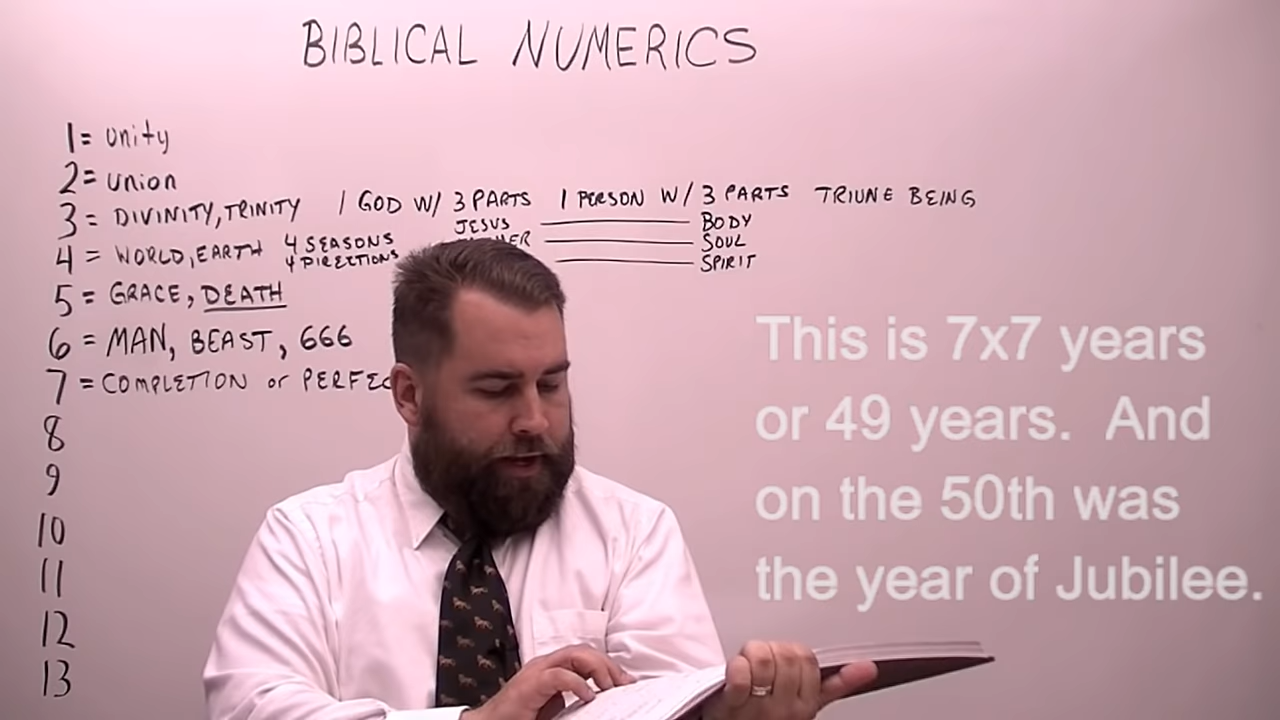 BIBLICAL NUMERICS
1 = unity
2 = union
3 = DIVINITY, TRINITY 1 GOD W/ 3 PARTS 1 PERSON W/ 3 PARTS TRIUNE BEING
JESUS BODY
SOUL
SPIRIT
4 = WORLD, EARTH 4 SEASONS
4 DIRECTIONS
5 = GRACE, DEATH
6 = MAN, BEAST, 666
7 = COMPLETION or
8
9
10
11
12
13
This is 7x7 years
or 49 years. And
on the 50th was
the year of Jubilee.